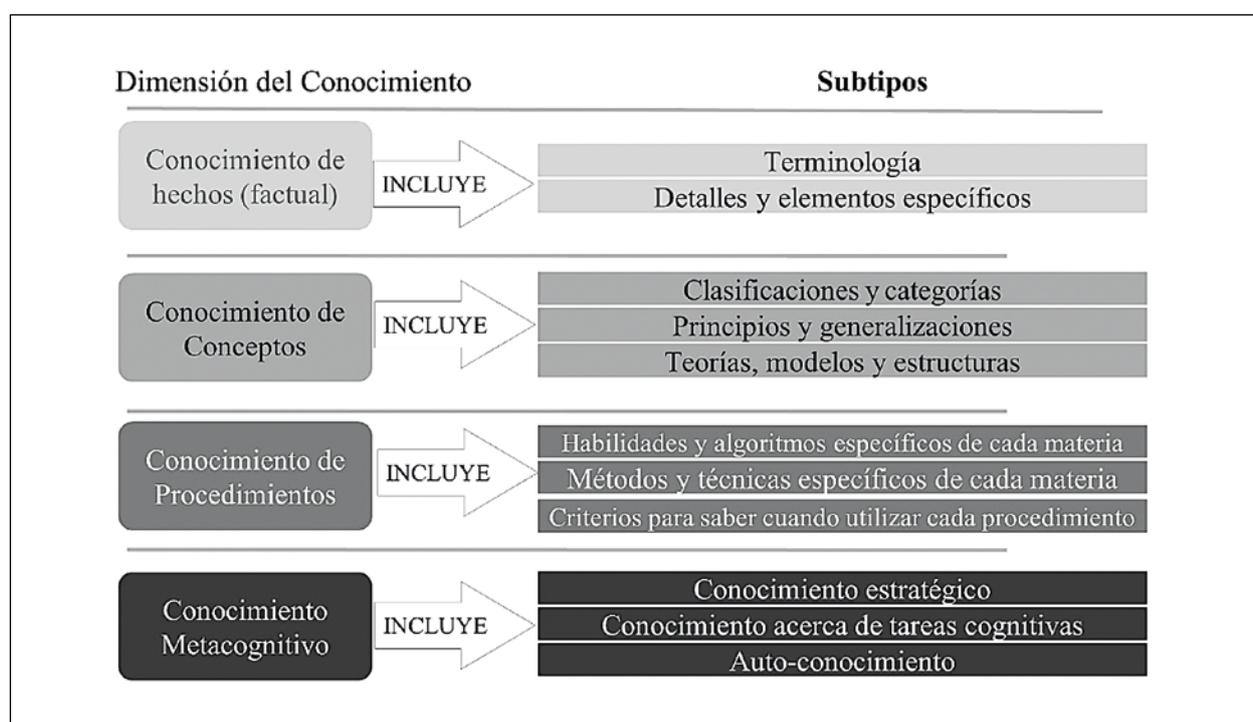 Dimensión del Conocimiento
Subtipos
Conocimiento de
hechos (factual)
INCLUYE
Terminología
Detalles y elementos específicos
Conocimiento de
Conceptos
INCLUYE
Clasificaciones y categorías
Principios y generalizaciones
Teorías, modelos y estructuras
Conocimiento de
Procedimientos
INCLUYE
Habilidades y algoritmos específicos de cada materia
Métodos y técnicas específicos de cada materia
Criterios para saber cuando utilizar cada procedimiento
Conocimiento
Metacognitivo
INCLUYE
Conocimiento estratégico
Conocimiento acerca de tareas cognitivas
Auto-conocimiento